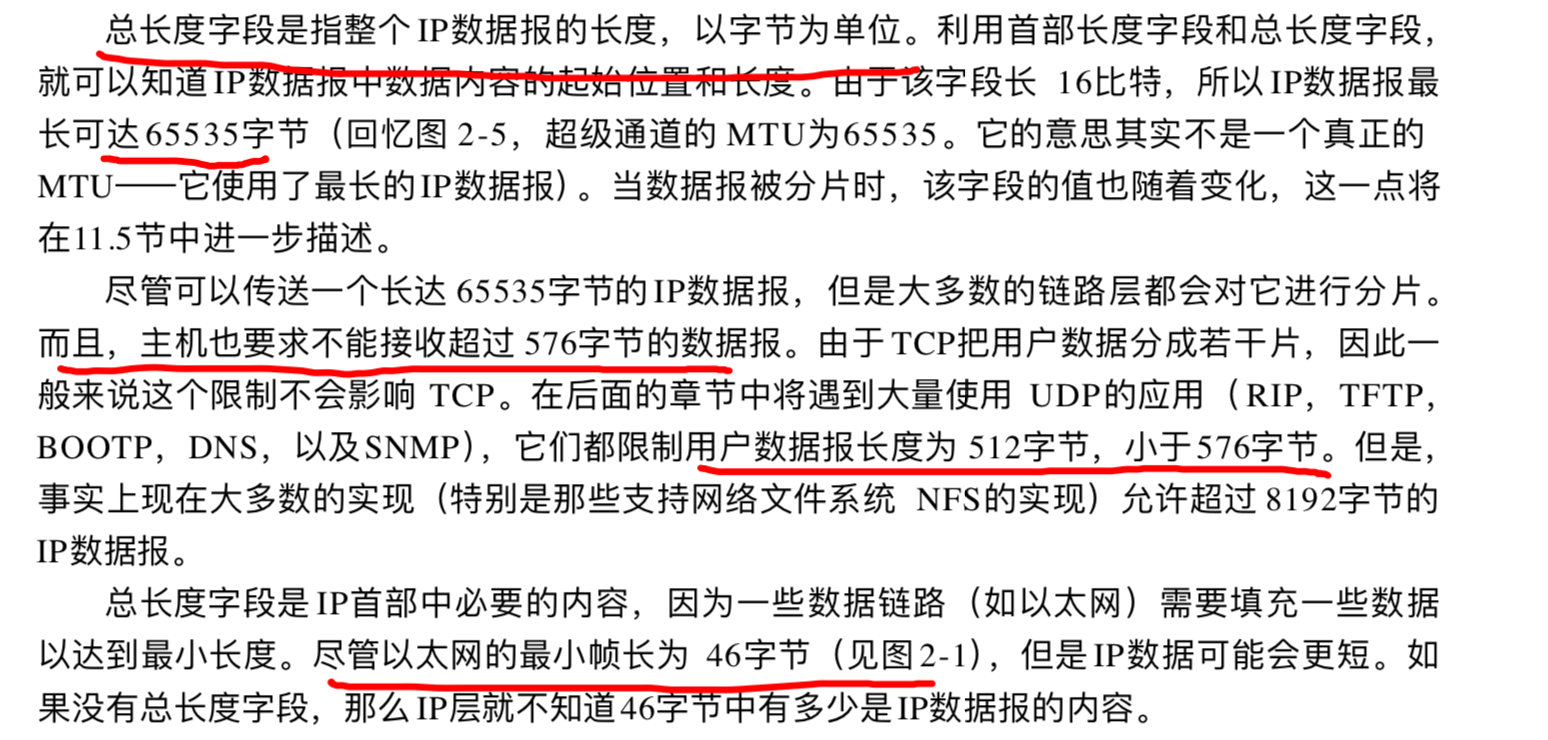 总长度字段是指整个IP数据报的长度，以字节为单位。利用首部长度字段和总长度字段，
就可以知道IP数据报中数据内容的起始位置和长度。由于该字段长 16比特，所以IP数据报最
长可达65535字节（回忆图 2-5，超级通道的 MTU为65535。它的意思其实不是一个真正的
MTU——它使用了最长的IP数据报）。当数据报被分片时，该字段的值也随着变化，这一点将
在11.5节中进一步描述。
尽管可以传送一个长达 65535字节的IP数据报，但是大多数的链路层都会对它进行分片。
而且，主机也要求不能接收超过 576字节的数据报。由于TCP把用户数据分成若干片，因此一
般来说这个限制不会影响 TCP。在后面的章节中将遇到大量使用 UDP的应用（RIP，TFTP，
BOOTP，DNS，以及SNMP），它们都限制用户数据报长度为 512字节，小于576字节。但是，
事实上现在大多数的实现（特别是那些支持网络文件系统 NFS的实现）允许超过 8192字节的
IP数据报。
总长度字段是IP首部中必要的内容，因为一些数据链路（如以太网）需要填充一些数据
以达到最小长度。尽管以太网的最小帧长为 46字节（见图2-1），但是IP数据可能会更短。如
果没有总长度字段，那么IP层就不知道46字节中有多少是IP数据报的内容。